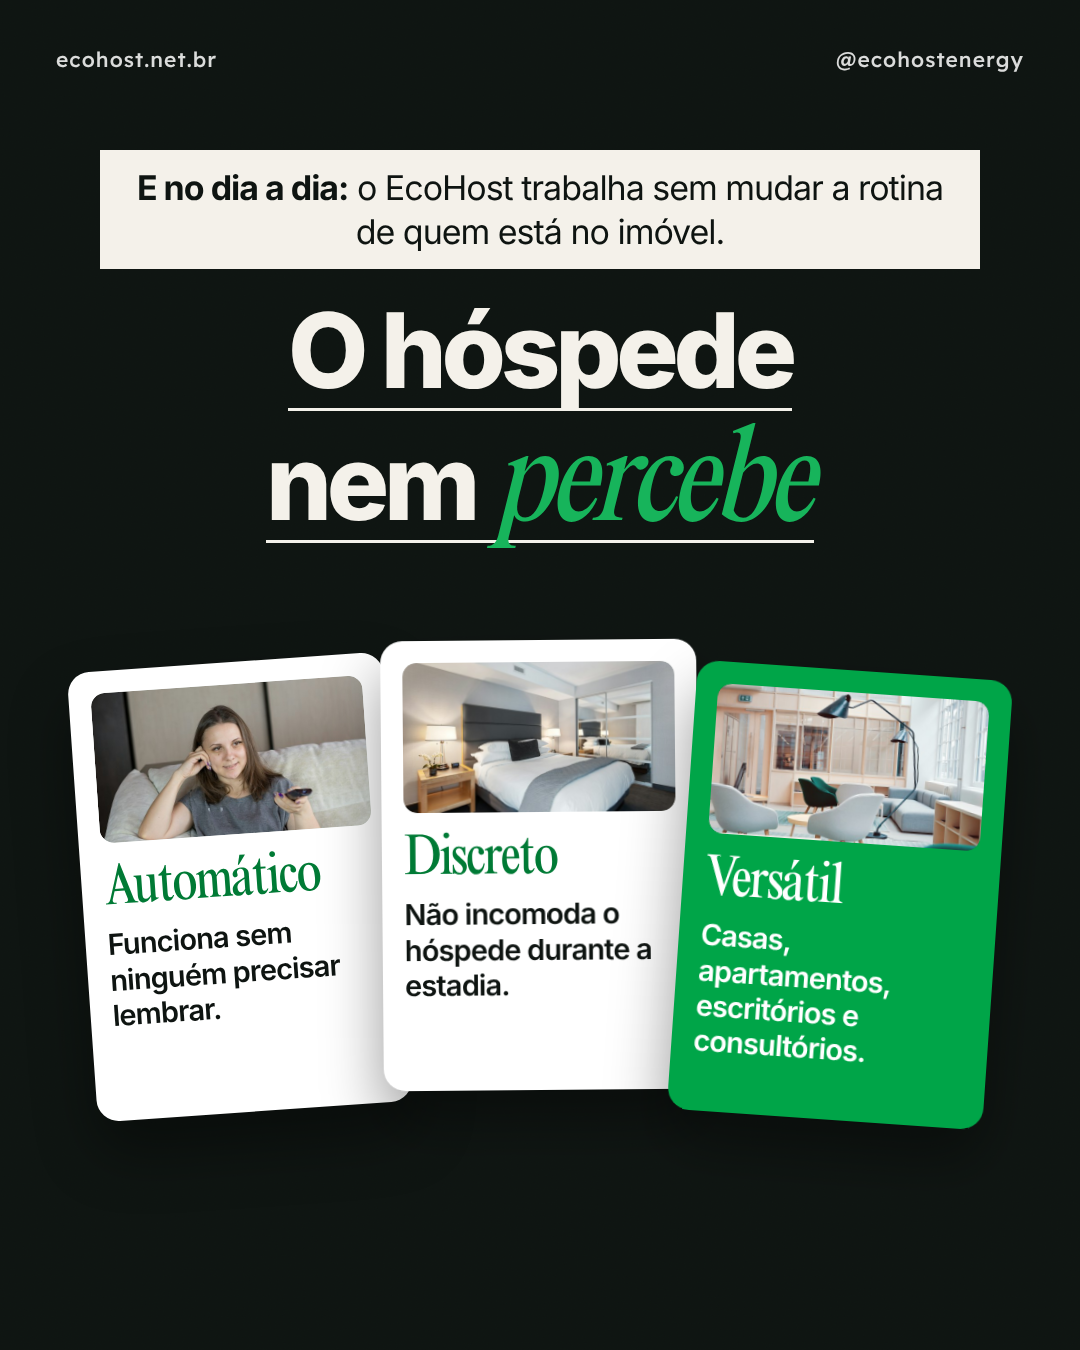 ecohost.net.br
@ecohostenergy
E no dia a dia: o EcoHost trabalha sem mudar a rotina
de quem está no imóvel.
O hóspede
nem percebe
Automático
Funciona sem
ninguém precisar
lembrar.
Discreto
Não incomoda o
hóspede durante a
estadia.
Versátil
Casas,
apartamentos,
escritórios e
consultórios.